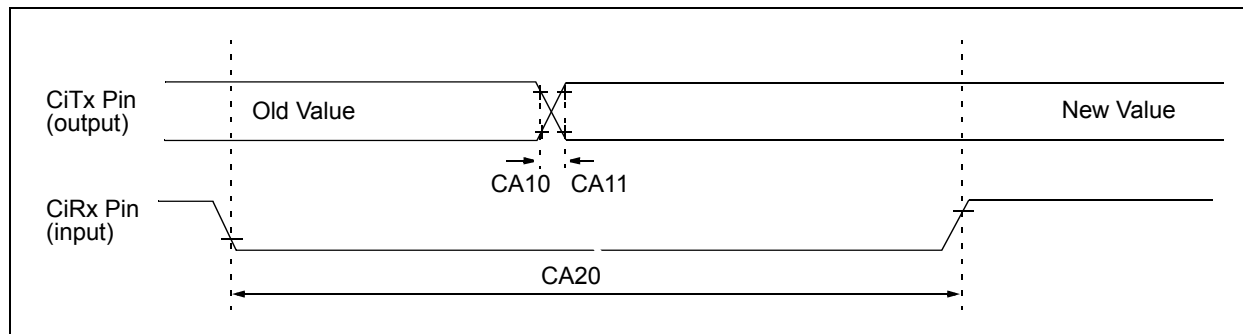 CiTx Pin
(output)
Old Value
New Value
CA10 CA11
CiRx Pin
(input)
CA20